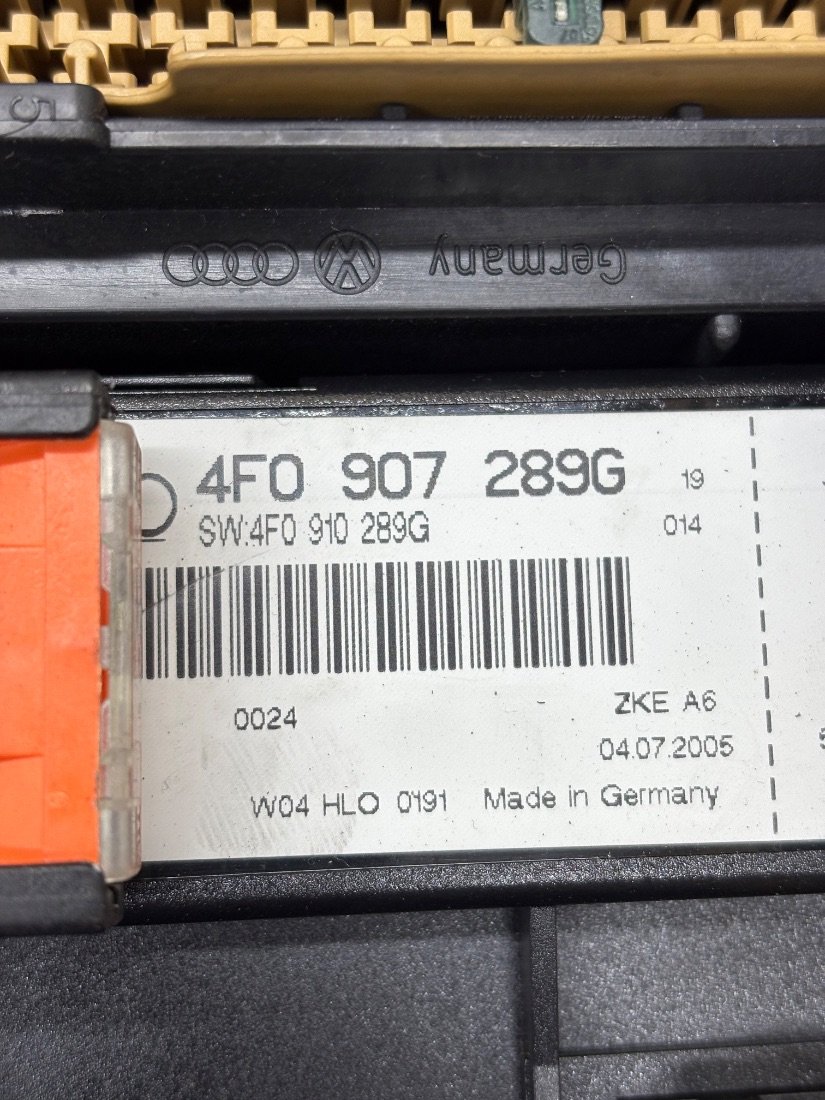 5
Germany
4F0 907 289G 19
SW:4F0 910 289G 014
0024
ZKE A6
04.07.2005
W04 HLO 0191 Made in Germany